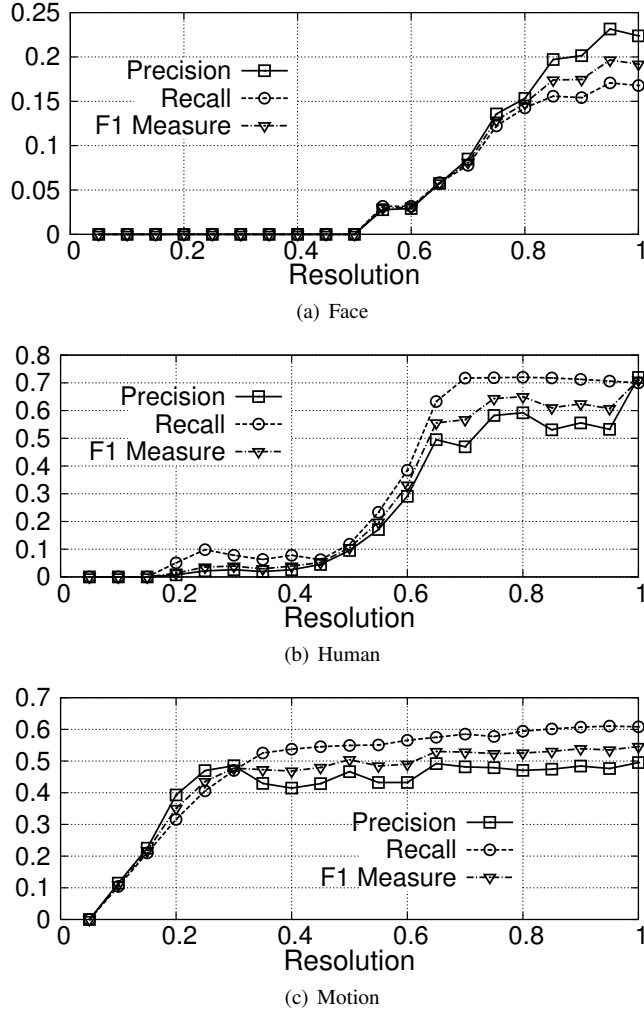 0.25
0.2
0.15
0.1
0.05
0
Precision
Recall
F1 Measure
0 0.2 0.4 0.6 0.8 1
Resolution
(a) Face
0.8
0.7
0.6
0.5
0.4
0.3
0.2
0.1
0
Precision
Recall
F1 Measure
0 0.2 0.4 0.6 0.8 1
Resolution
(b) Human
0.7
0.6
0.5
0.4
0.3
0.2
0.1
0
Precision
Recall
F1 Measure
0 0.2 0.4 0.6 0.8 1
Resolution
(c) Motion